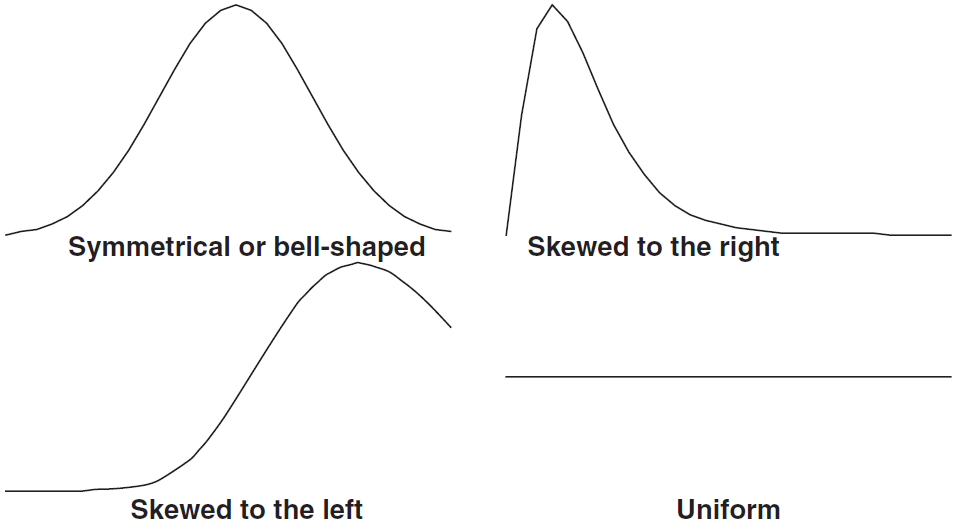 Symmetrical or bell-shaped
Skewed to the right
Skewed to the left
Uniform